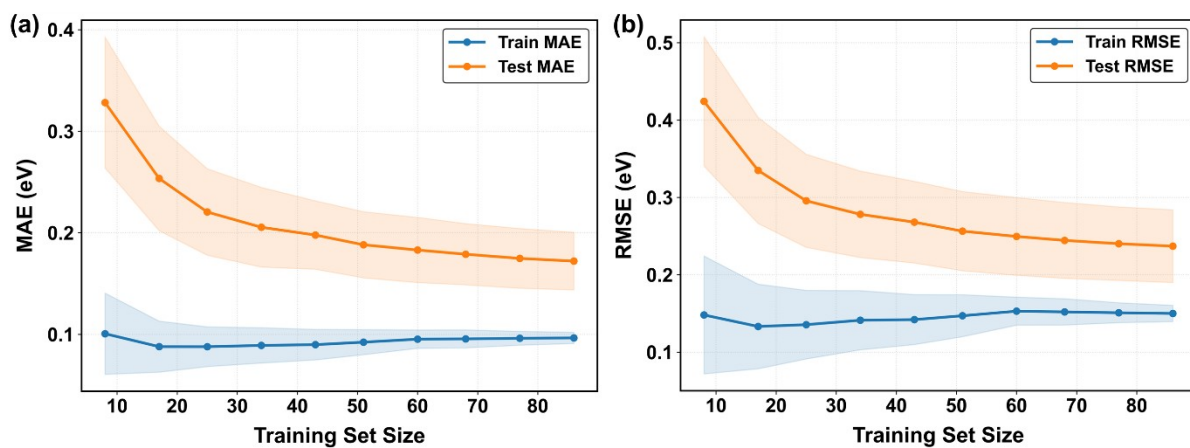 (a)
Train MAE
Test MAE
MAE (eV)
0.4
0.3
0.2
0.1
10 20 30 40 50 60 70 80
Training Set Size
(b)
Train RMSE
Test RMSE
RMSE (eV)
0.5
0.4
0.3
0.2
0.1
10 20 30 40 50 60 70 80
Training Set Size